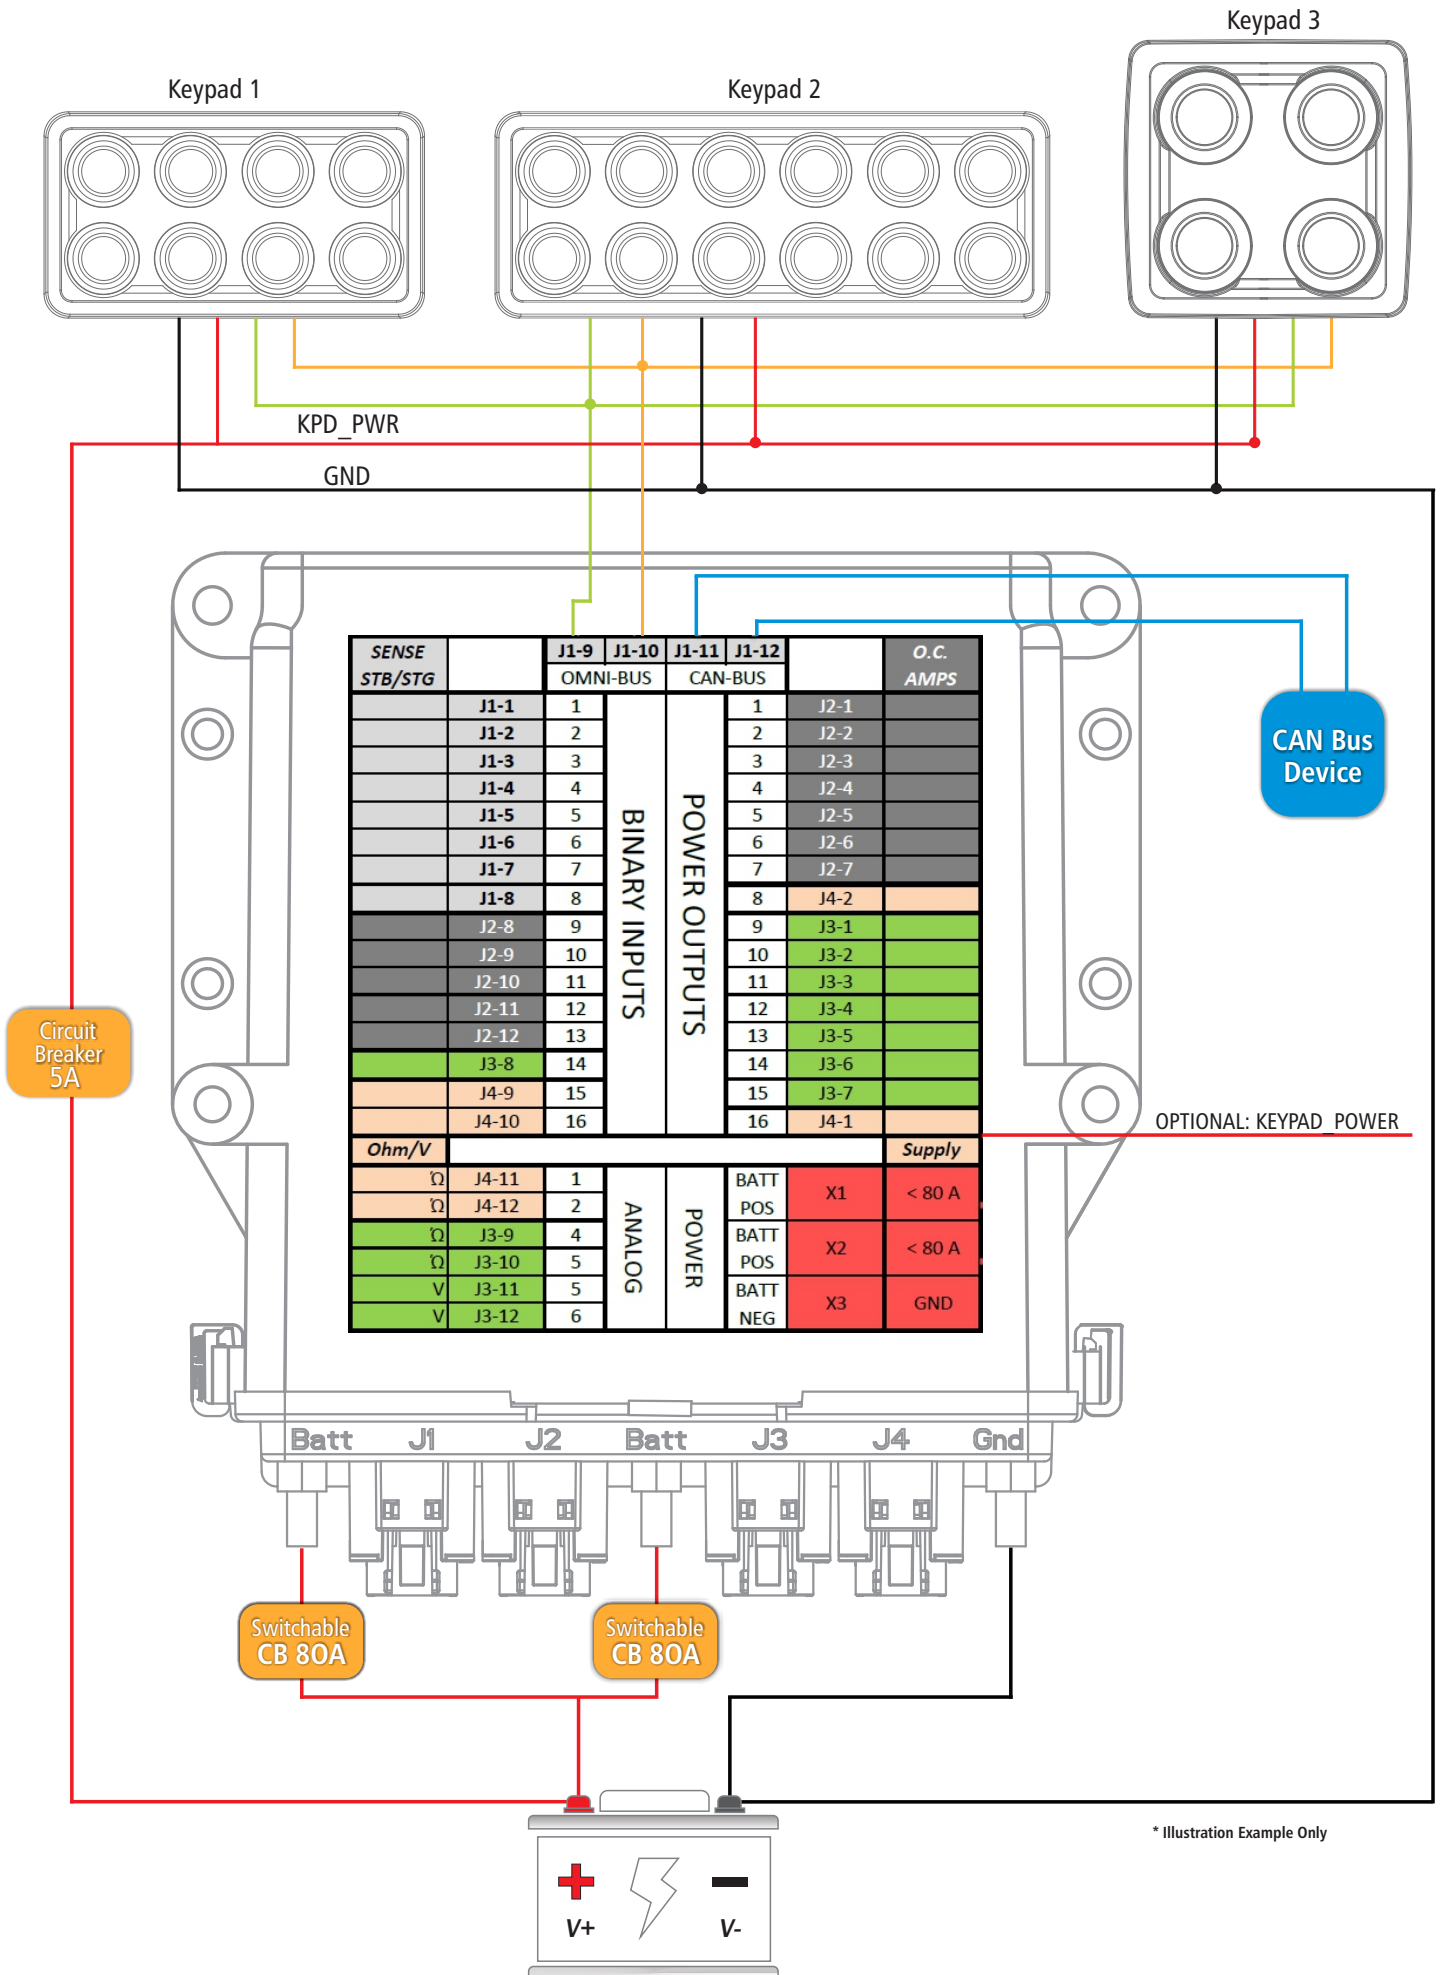 Keypad 3
Keypad 1
Keypad 2
KPD_PWR
GND
SENSE STB/STG J1-9 J1-10 J1-11 J1-12 O.C. AMPS
OMNI-BUS CAN-BUS
J1-1 1 1 J2-1
J1-2 2 2 J2-2
J1-3 3 3 J2-3
J1-4 4 4 J2-4
J1-5 5 5 J2-5
J1-6 6 6 J2-6
J1-7 7 7 J2-7
J1-8 8 8 J4-2
J2-8 9 9 J3-1
J2-9 10 10 J3-2
J2-10 11 11 J3-3
J2-11 12 12 J3-4
J2-12 13 13 J3-5
J3-8 14 14 J3-6
J4-9 15 15 J3-7
J4-10 16 16 J4-1
BINARY INPUTS
POWER OUTPUTS
CAN Bus
Device
Circuit
Breaker
5A
OPTIONAL: KEYPAD_POWER
Ohm/V Supply
Ω J4-11 1 BATT POS X1 < 80 A
Ω J4-12 2
Ω J3-9 4 BATT POS X2 < 80 A
Ω J3-10 5
V J3-11 5 BATT NEG X3 GND
V J3-12 6
ANALOG
POWER
Batt J1 J2 Batt J3 J4 Gnd
Switchable
CB 80A
Switchable
CB 80A
* Illustration Example Only
V+ V-